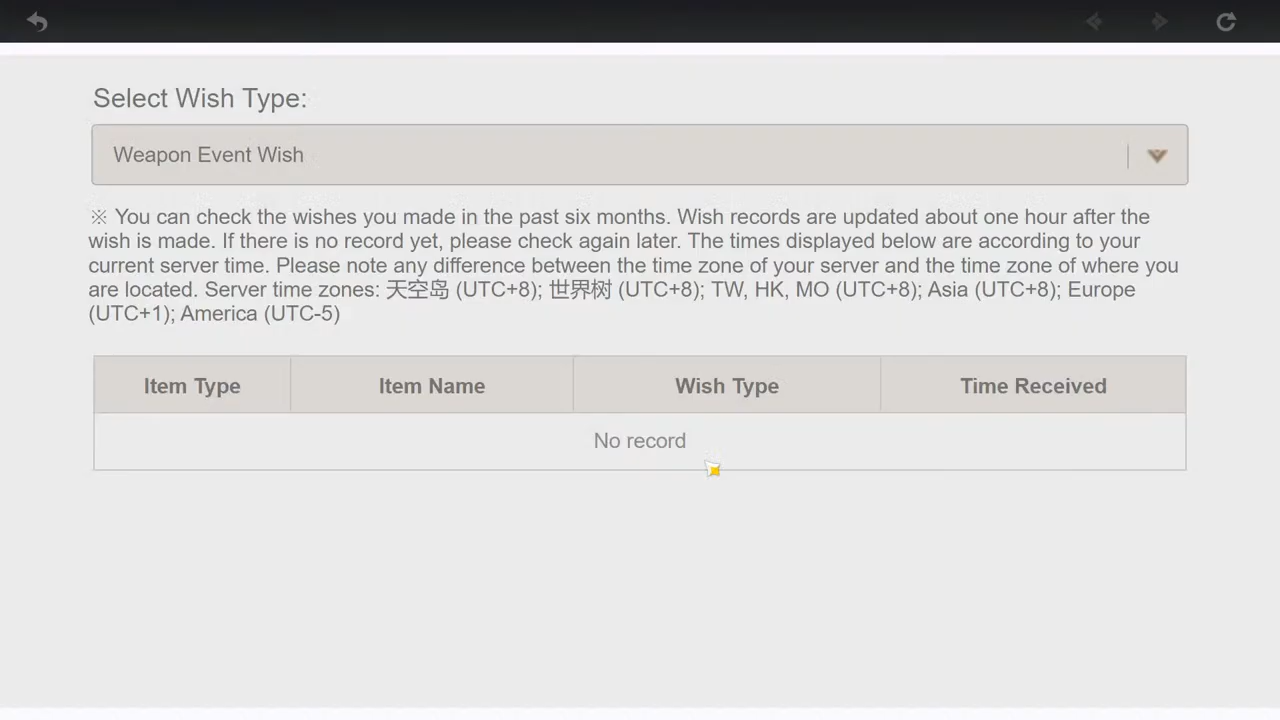 Select Wish Type:
Weapon Event Wish
※ You can check the wishes you made in the past six months. Wish records are updated about one hour after the
wish is made. If there is no record yet, please check again later. The times displayed below are according to your
current server time. Please note any difference between the time zone of your server and the time zone of where you
are located. Server time zones: 天空岛 (UTC+8); 世界树 (UTC+8); TW, HK, MO (UTC+8); Asia (UTC+8); Europe
(UTC+1); America (UTC-5)
Item Type Item Name Wish Type Time Received
No record